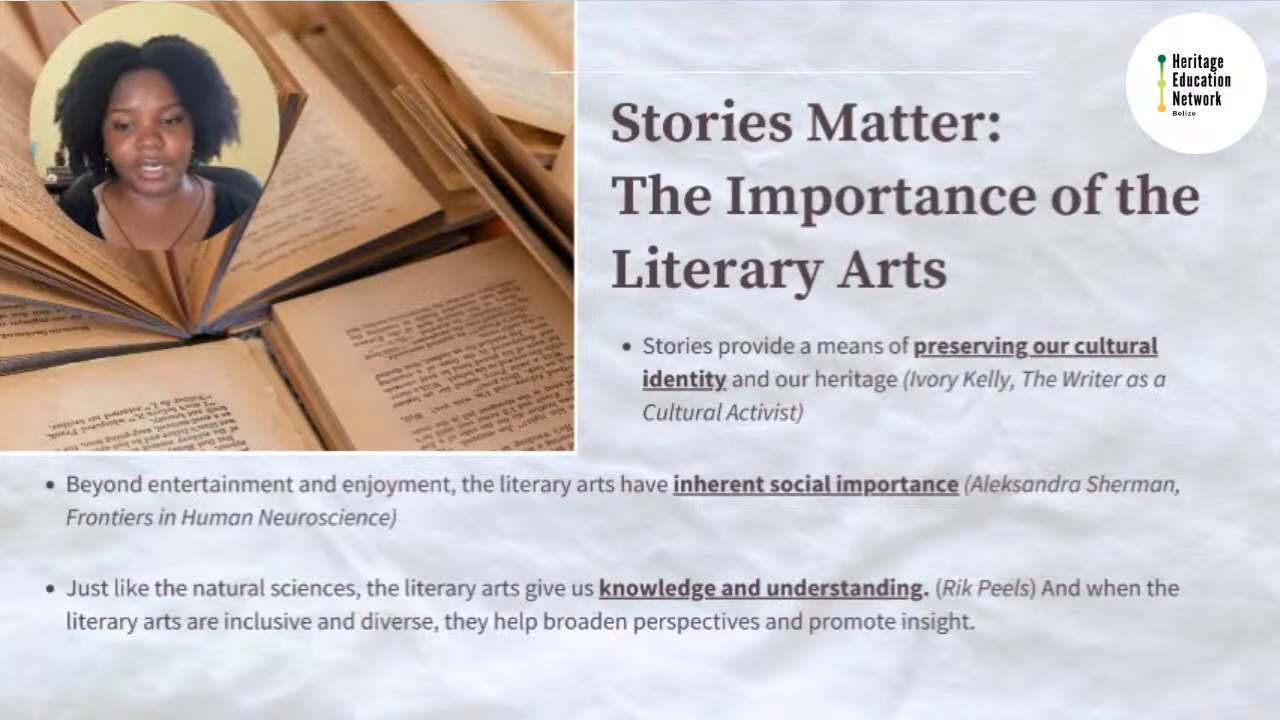 Heritage
Education
Network
Belize
Stories Matter:
The Importance of the
Literary Arts
• Stories provide a means of preserving our cultural
identity and our heritage (Ivory Kelly, The Writer as a
Cultural Activist)
• Beyond entertainment and enjoyment, the literary arts have inherent social importance (Aleksandra Sherman,
Frontiers in Human Neuroscience)
• Just like the natural sciences, the literary arts give us knowledge and understanding. (Rik Peels) And when the
literary arts are inclusive and diverse, they help broaden perspectives and promote insight.